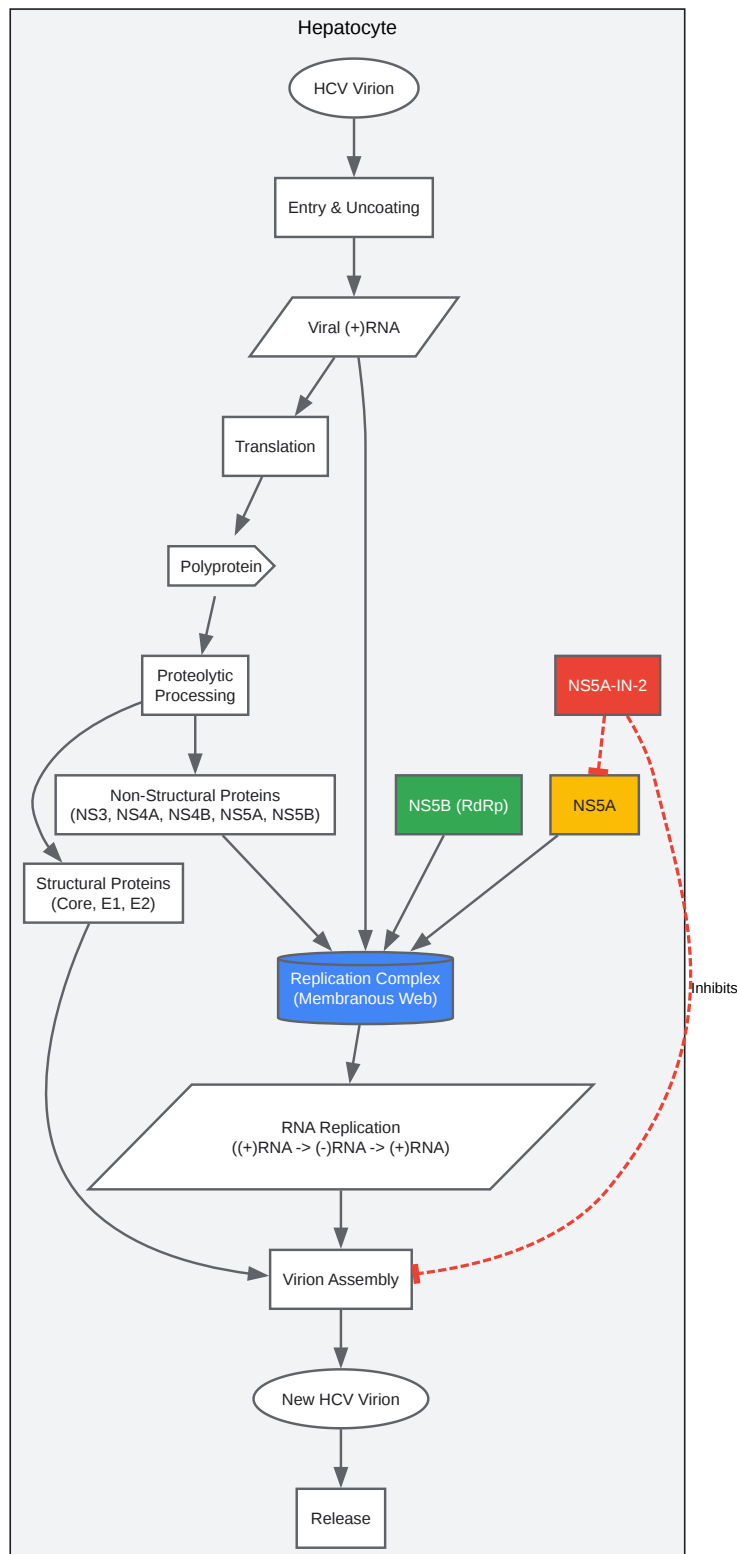 Hepatocyte
HCV Virion
Entry & Uncoating
Viral (+)RNA
Translation
Polyprotein
Proteolytic
Processing
NS5A-IN-2
Non-Structural Proteins
(NS3, NS4A, NS4B, NS5A, NS5B)
NS5B (RdRp)
NS5A
Structural Proteins
(Core, E1, E2)
Replication Complex
(Membranous Web)
Inhibits
RNA Replication
((+)RNA -> (-)RNA -> (+)RNA)
Virion Assembly
New HCV Virion
Release